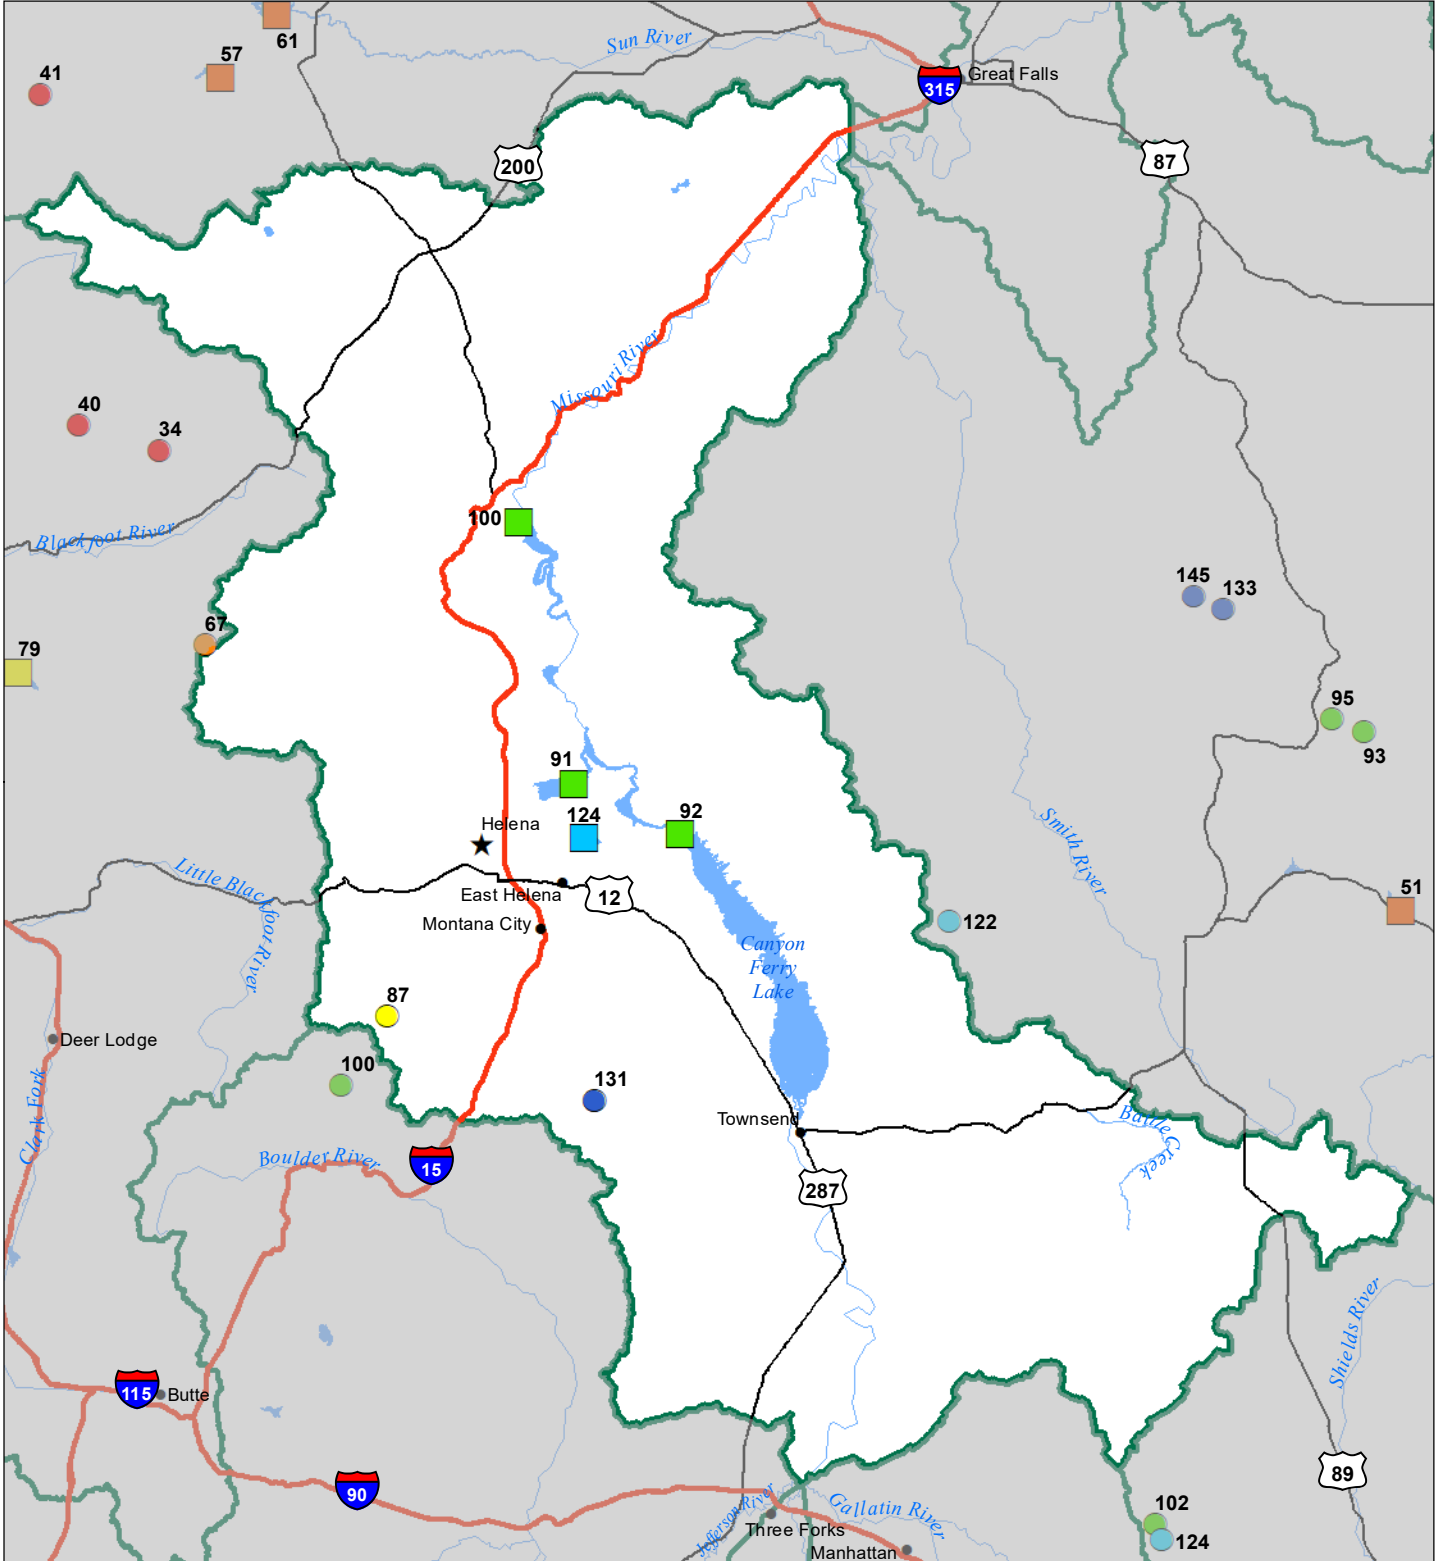 61
Sun River
57
41
315
Great Falls
200
87
Missouri River
40
34
100
Blackfoot River
145
133
67
79
95
93
91
124
92
Helena
Smith River
Little Blackfoot River
East Helena
12
51
Montana City
122
Canyon
Ferry
Lake
87
Deer Lodge
100
131
Clark Fork
Townsend
Battle Creek
Boulder River
15
287
Shields River
115
Butte
89
90
Jefferson River
Gallatin River
102
Three Forks
124
Manhattan